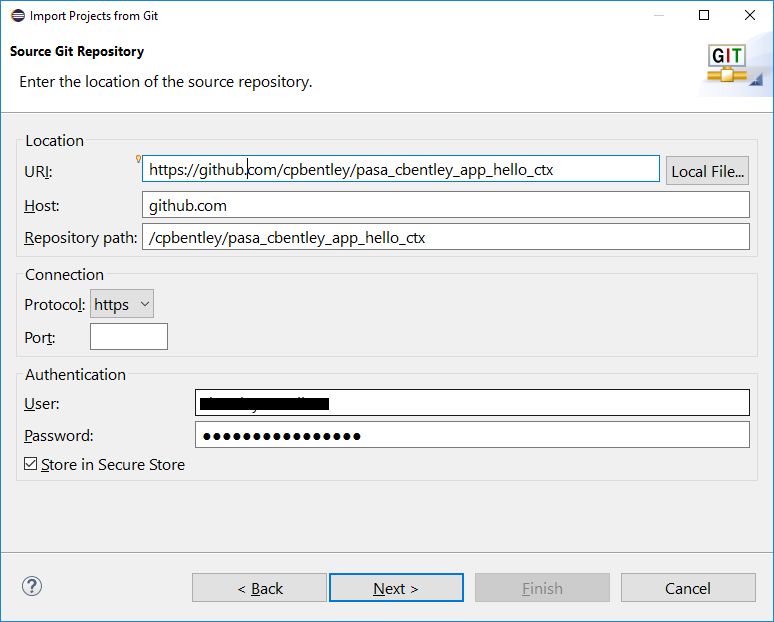 Import Projects from Git
Source Git Repository
Enter the location of the source repository.
GIT
Location
URI: https://github.com/cpbentley/pasa_cbentley_app_hello_ctx Local File...
Host: github.com
Repository path: /cpbentley/pasa_cbentley_app_hello_ctx
Connection
Protocol: https
Port:
Authentication
User:
Password: ●●●●●●●●●●●●●●●●
Store in Secure Store
? < Back Next > Finish Cancel